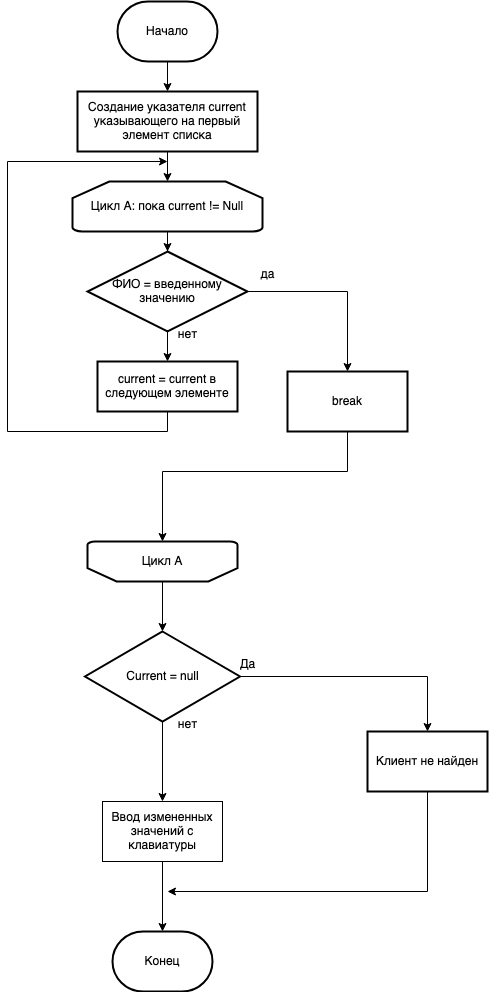 Начало
Создание указателя current
указывающего на первый
элемент списка
Цикл А: пока current != Null
ФИО = введенному
значению
да
нет
current = current в
следующем элементе
break
Цикл А
Current = null
Да
нет
Клиент не найден
Ввод измененных
значений с
клавиатуры
Конец